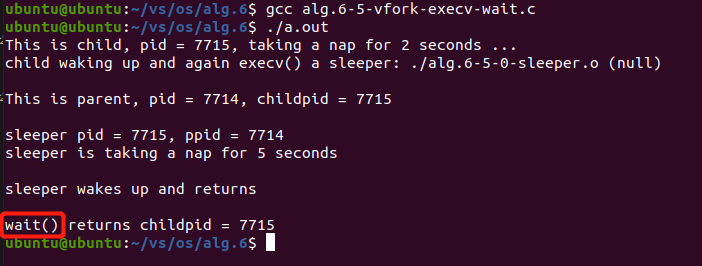 ubuntu@ubuntu:~/vs/os/alg.6$ gcc alg.6-5-vfork-execv-wait.c
ubuntu@ubuntu:~/vs/os/alg.6$ ./a.out
This is child, pid = 7715, taking a nap for 2 seconds ...
child waking up and again execv() a sleeper: ./alg.6-5-0-sleeper.o (null)
This is parent, pid = 7714, childpid = 7715
sleeper pid = 7715, ppid = 7714
sleeper is taking a nap for 5 seconds
sleeper wakes up and returns
wait() returns childpid = 7715
ubuntu@ubuntu:~/vs/os/alg.6$